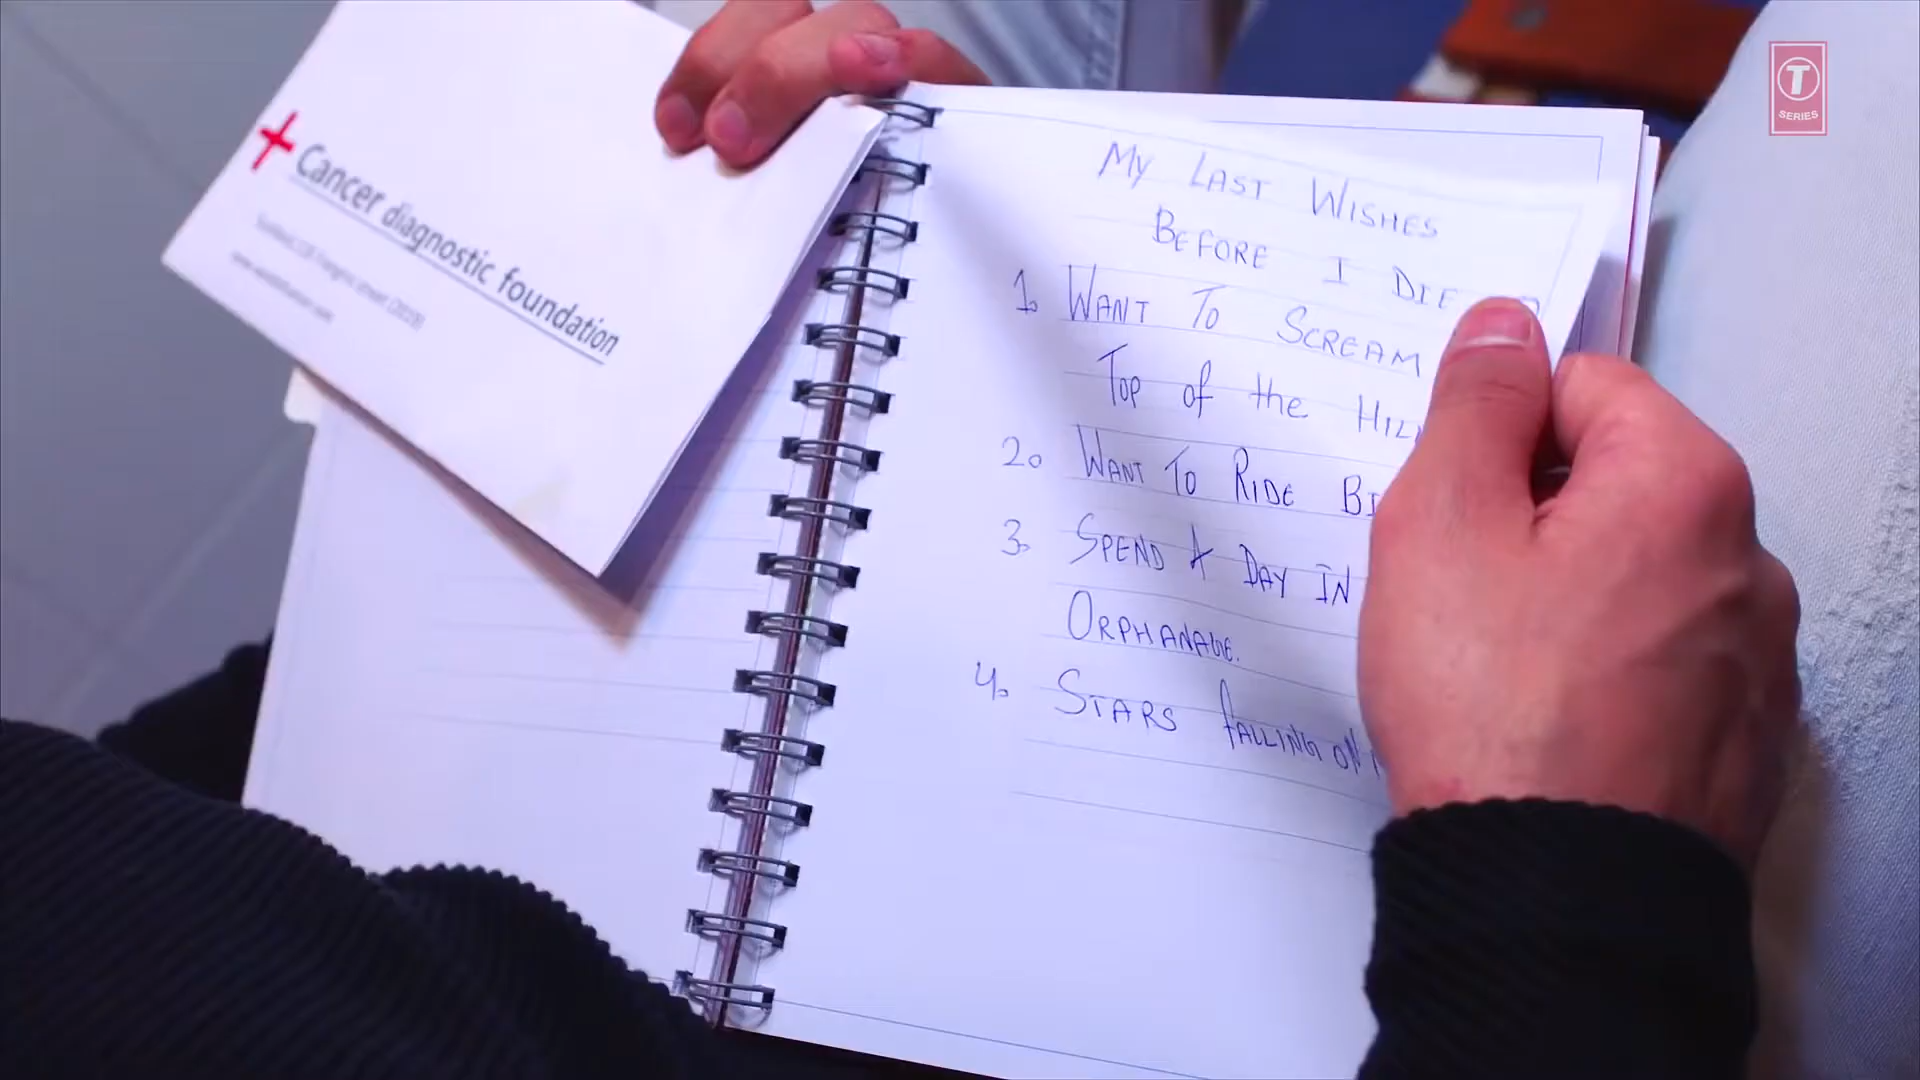 Cancer diagnostic foundation
My LAST WISHES
BEFORE I DIE
1. WANT TO SCREAM
TOP of the HILL
2. WANT TO RIDE
3. SPEND A DAY IN
ORPHANAGE.
4. STARS fALLING ON
T
SERIES